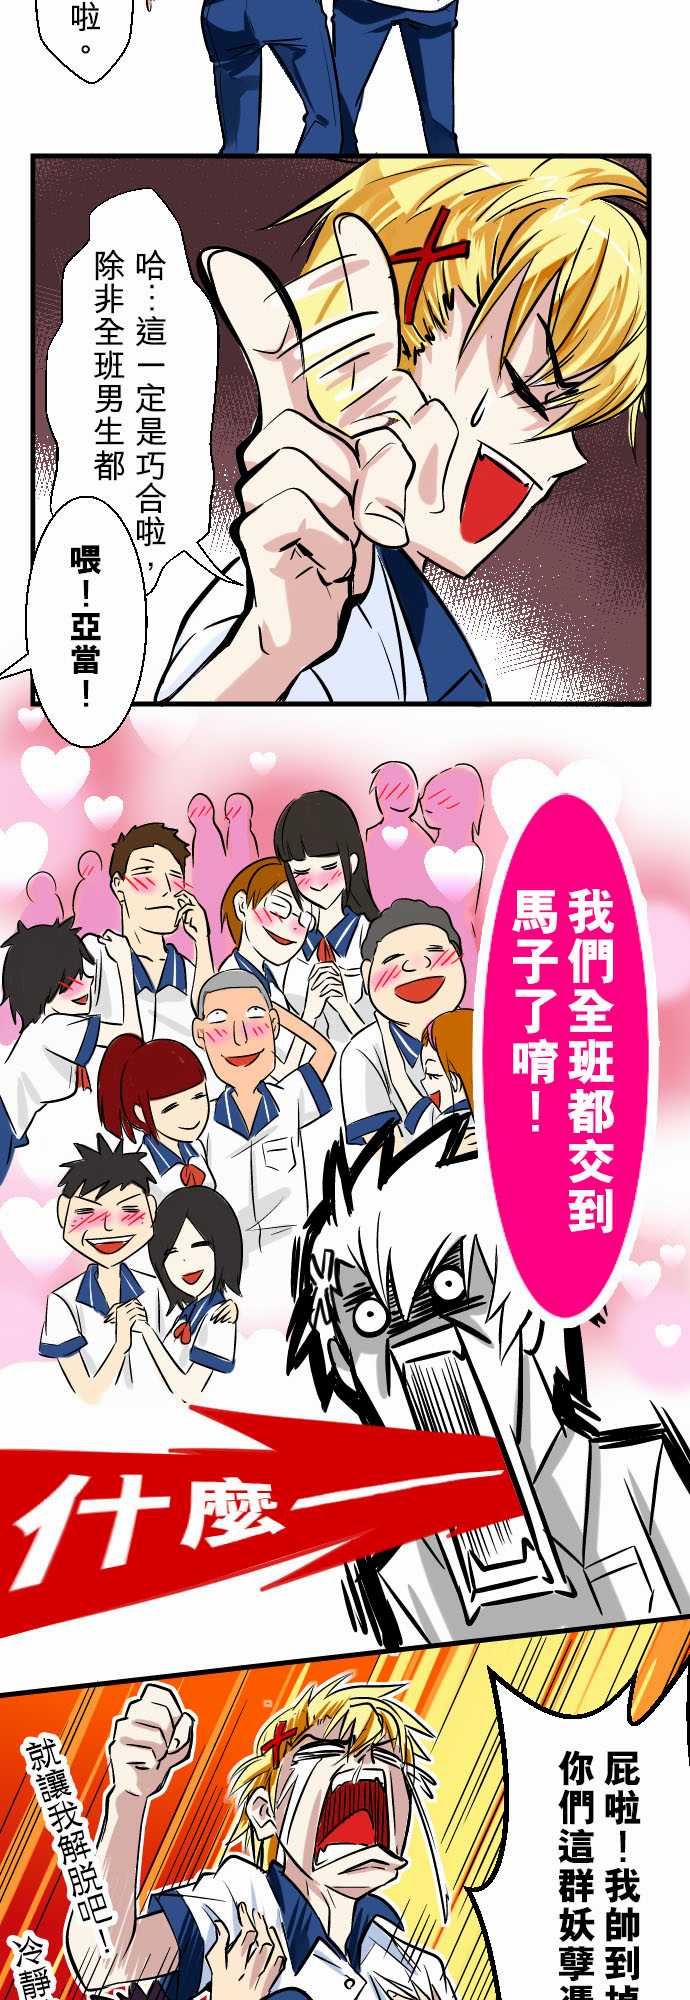 啦。
哈…這一定是巧合啦，
除非全班男生都
喂！亞當！
我們全班都交到
馬子了唷！
什麼—
屁啦！我帥到掉
你們這群妖孽憑
就讓我解脫吧！
冷靜